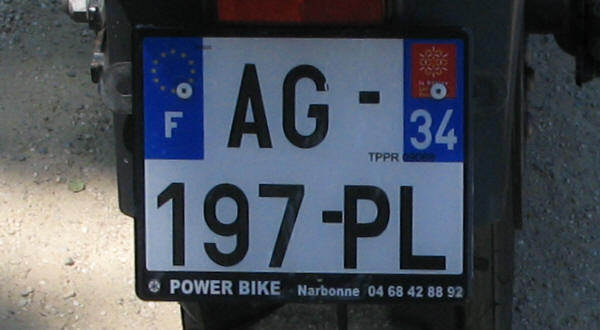 AG-
F 34
TPPR
197-PL
POWER BIKE Narbonne 04 68 42 88 92